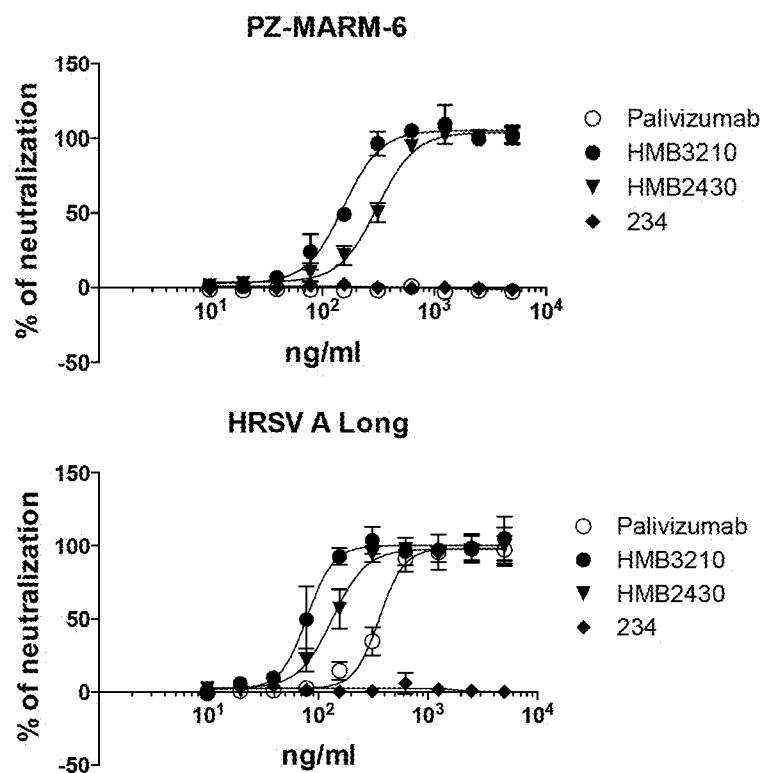 PZ-MARM-6
150
100
50
0
-50
% of neutralization
10¹ 10² 10³ 10⁴
ng/ml
Palivizumab
HMB3210
HMB2430
234
HRSV A Long
150
100
50
0
-50
% of neutralization
10¹ 10² 10³ 10⁴
ng/ml
Palivizumab
HMB3210
HMB2430
234